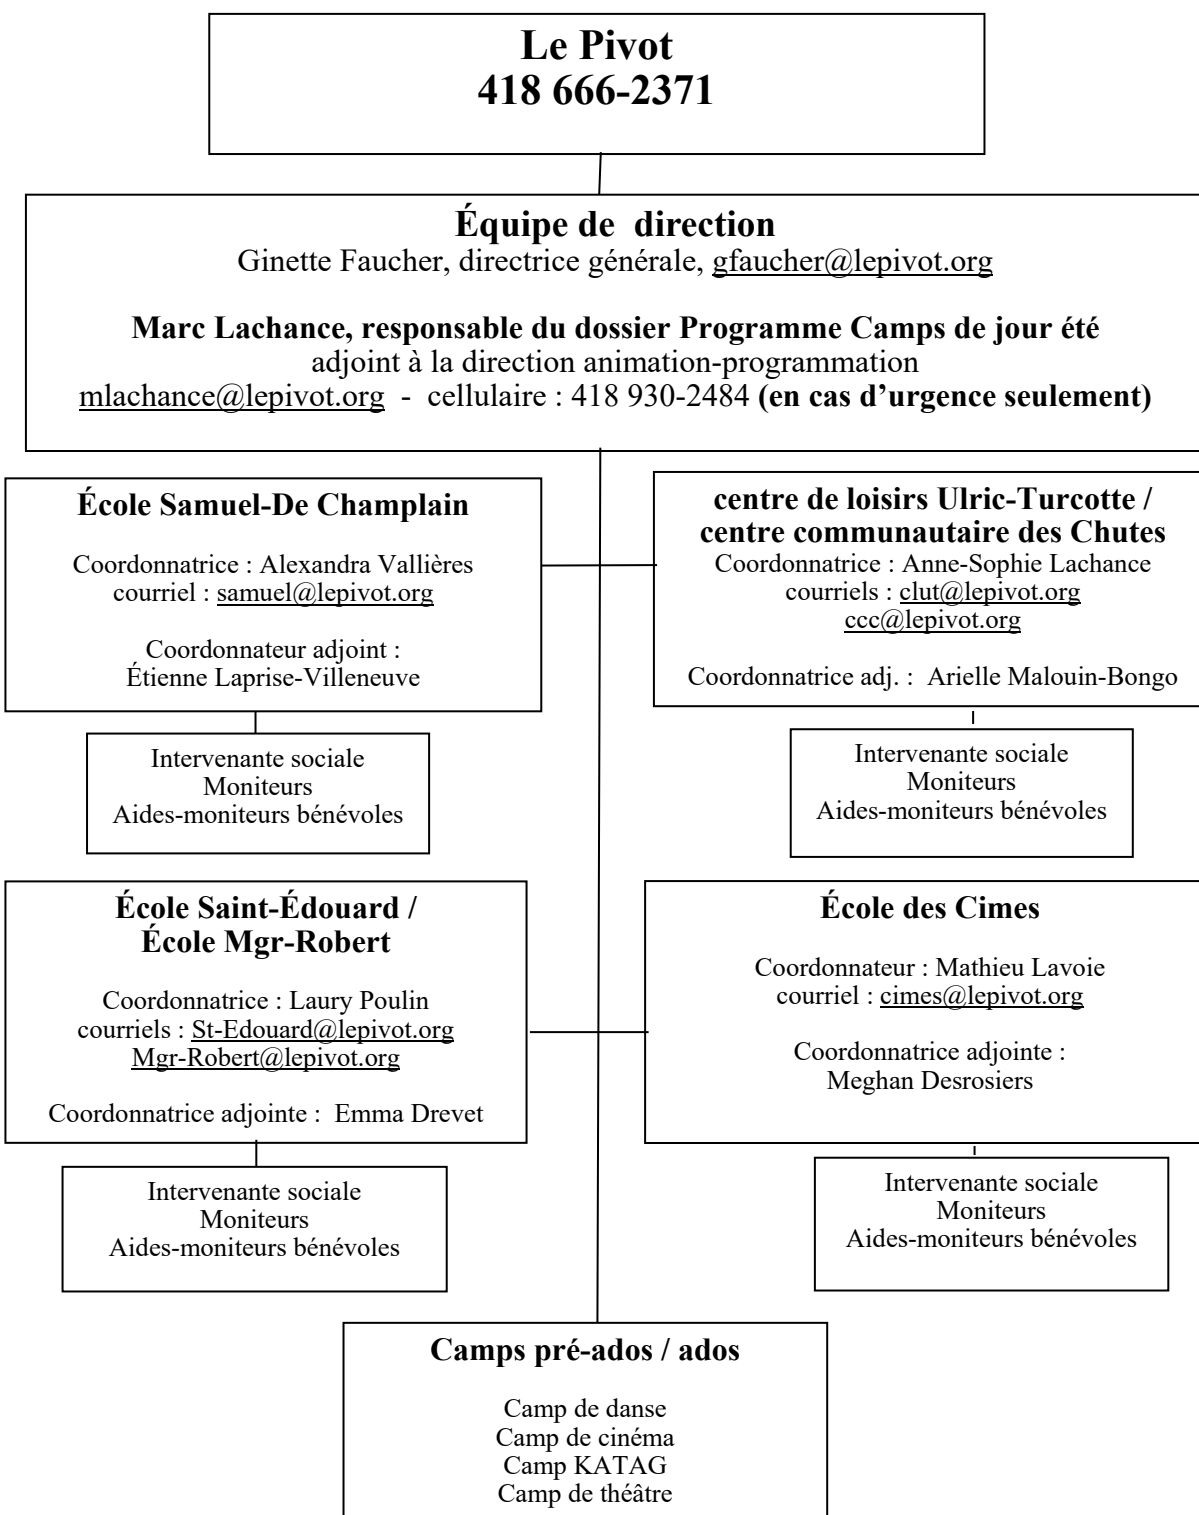 Le Pivot
418 666-2371
Équipe de direction
Ginette Faucher, directrice générale, gfaucher@lepivot.org
Marc Lachance, responsable du dossier Programme Camps de jour été
adjoint à la direction animation-programmation
mlachance@lepivot.org - cellulaire : 418 930-2484 (en cas d’urgence seulement)
École Samuel-De Champlain
Coordonnatrice : Alexandra Vallières
courriel : samuel@lepivot.org
Coordonnateur adjoint :
Étienne Laprise-Villeneuve
centre de loisirs Ulric-Turcotte /
centre communautaire des Chutes
Coordonnatrice : Anne-Sophie Lachance
courriels : clut@lepivot.org
ccc@lepivot.org
Coordonnatrice adj. : Arielle Malouin-Bongo
Intervenante sociale
Moniteurs
Aides-moniteurs bénévoles
Intervenante sociale
Moniteurs
Aides-moniteurs bénévoles
École Saint-Édouard /
École Mgr-Robert
Coordonnatrice : Laury Poulin
courriels : St-Edouard@lepivot.org
Mgr-Robert@lepivot.org
Coordonnatrice adjointe : Emma Drevet
École des Cimes
Coordonnateur : Mathieu Lavoie
courriel : cimes@lepivot.org
Coordonnatrice adjointe :
Meghan Desrosiers
Intervenante sociale
Moniteurs
Aides-moniteurs bénévoles
Intervenante sociale
Moniteurs
Aides-moniteurs bénévoles
Camps pré-ados / ados
Camp de danse
Camp de cinéma
Camp KATAG
Camp de théâtre